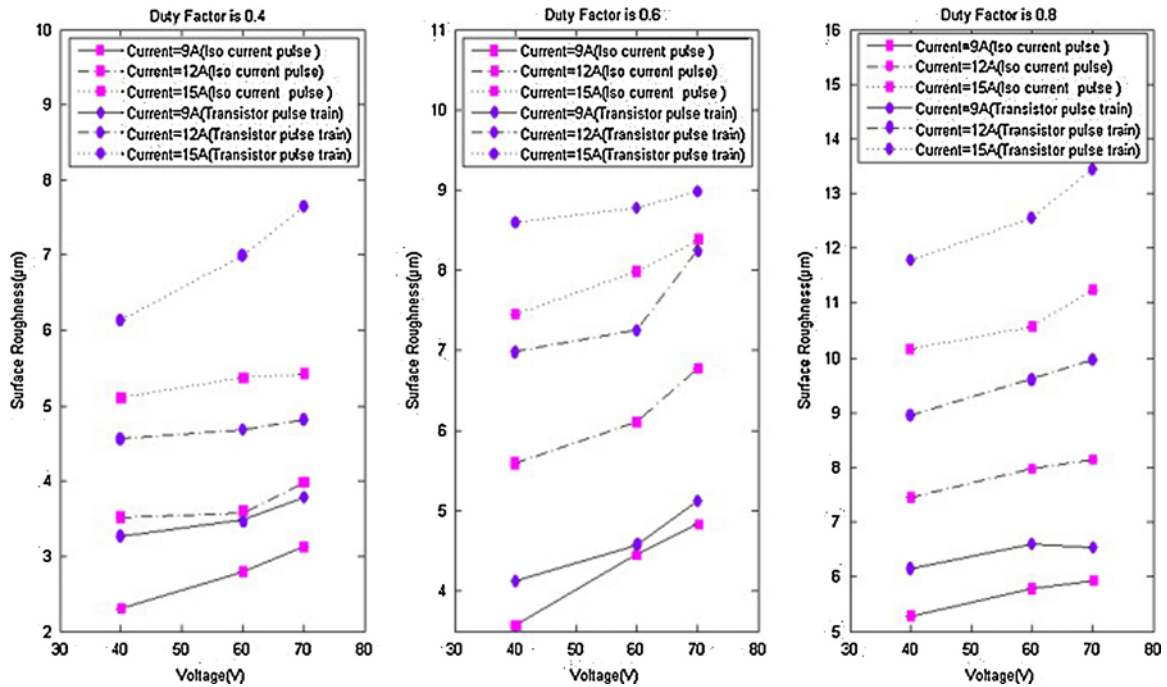 Duty Factor is 0.4
10
9
8
7
6
5
4
3
2
Surface Roughness(µm)
Current=9A(Iso current pulse )
Current=12A(Iso current pulse)
Current=15A(Iso current pulse )
Current=9A(Transistor pulse train)
Current=12A(Transistor pulse train)
Current=15A(Transistor pulse train)
30 40 50 60 70 80
Voltage(V)
Duty Factor is 0.6
11
10
9
8
7
6
5
4
Surface Roughness(µm)
Current=9A(Iso current pulse )
Current=12A(Iso current pulse)
Current=15A(Iso current pulse )
Current=9A(Transistor pulse train)
Current=12A(Transistor pulse train)
Current=15A(Transistor pulse train)
30 40 50 60 70 80
Voltage(V)
Duty Factor is 0.8
16
15
14
13
12
11
10
9
8
7
6
5
Surface Roughness(µm)
Current=9A(Iso current pulse )
Current=12A(Iso current pulse)
Current=15A(Iso current pulse )
Current=9A(Transistor pulse train)
Current=12A(Transistor pulse train)
Current=15A(Transistor pulse train)
30 40 50 60 70 80
Voltage(V)